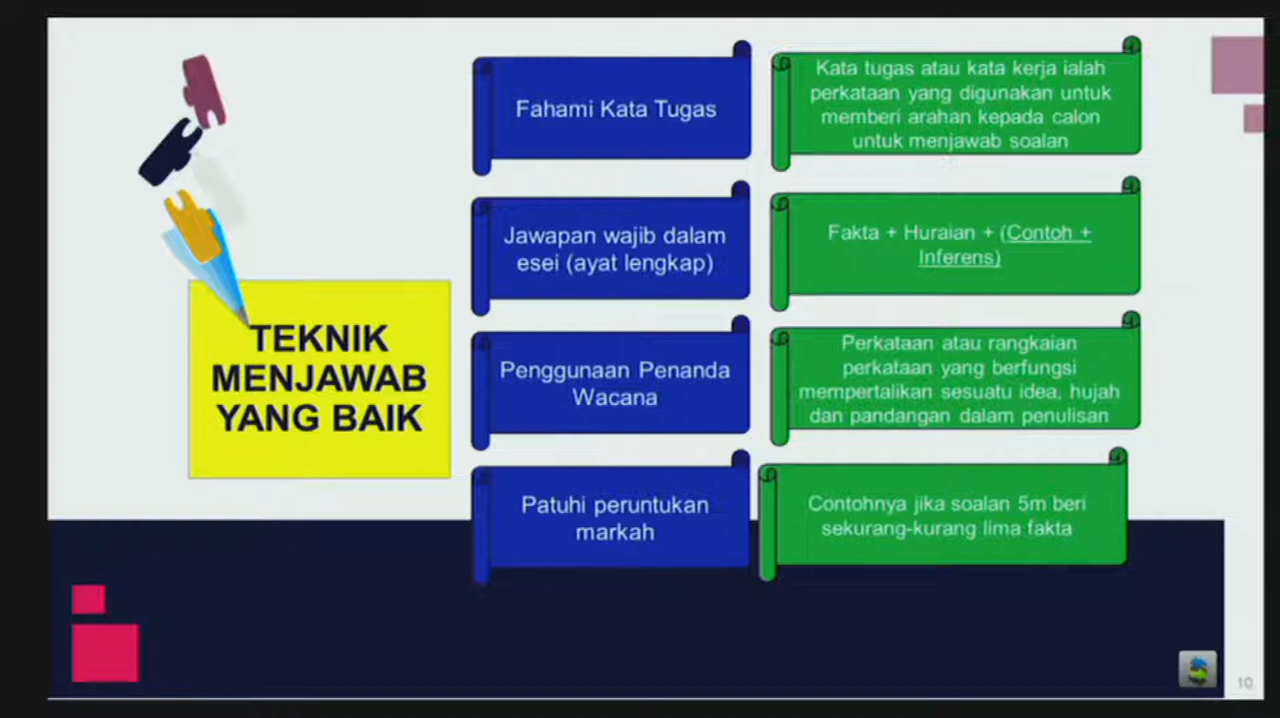 TEKNIK
MENJAWAB
YANG BAIK
Fahami Kata Tugas
Kata tugas atau kata kerja ialah
perkataan yang digunakan untuk
memberi arahan kepada calon
untuk menjawab soalan
Jawapan wajib dalam
esei (ayat lengkap)
Fakta + Huraian + (Contoh +
Inferens)
Penggunaan Penanda
Wacana
Perkataan atau rangkaian
perkataan yang berfungsi
mempertalikan sesuatu idea, hujah
dan pandangan dalam penulisan
Patuhi peruntukan
markah
Contohnya jika soalan 5m beri
sekurang-kurang lima fakta
10